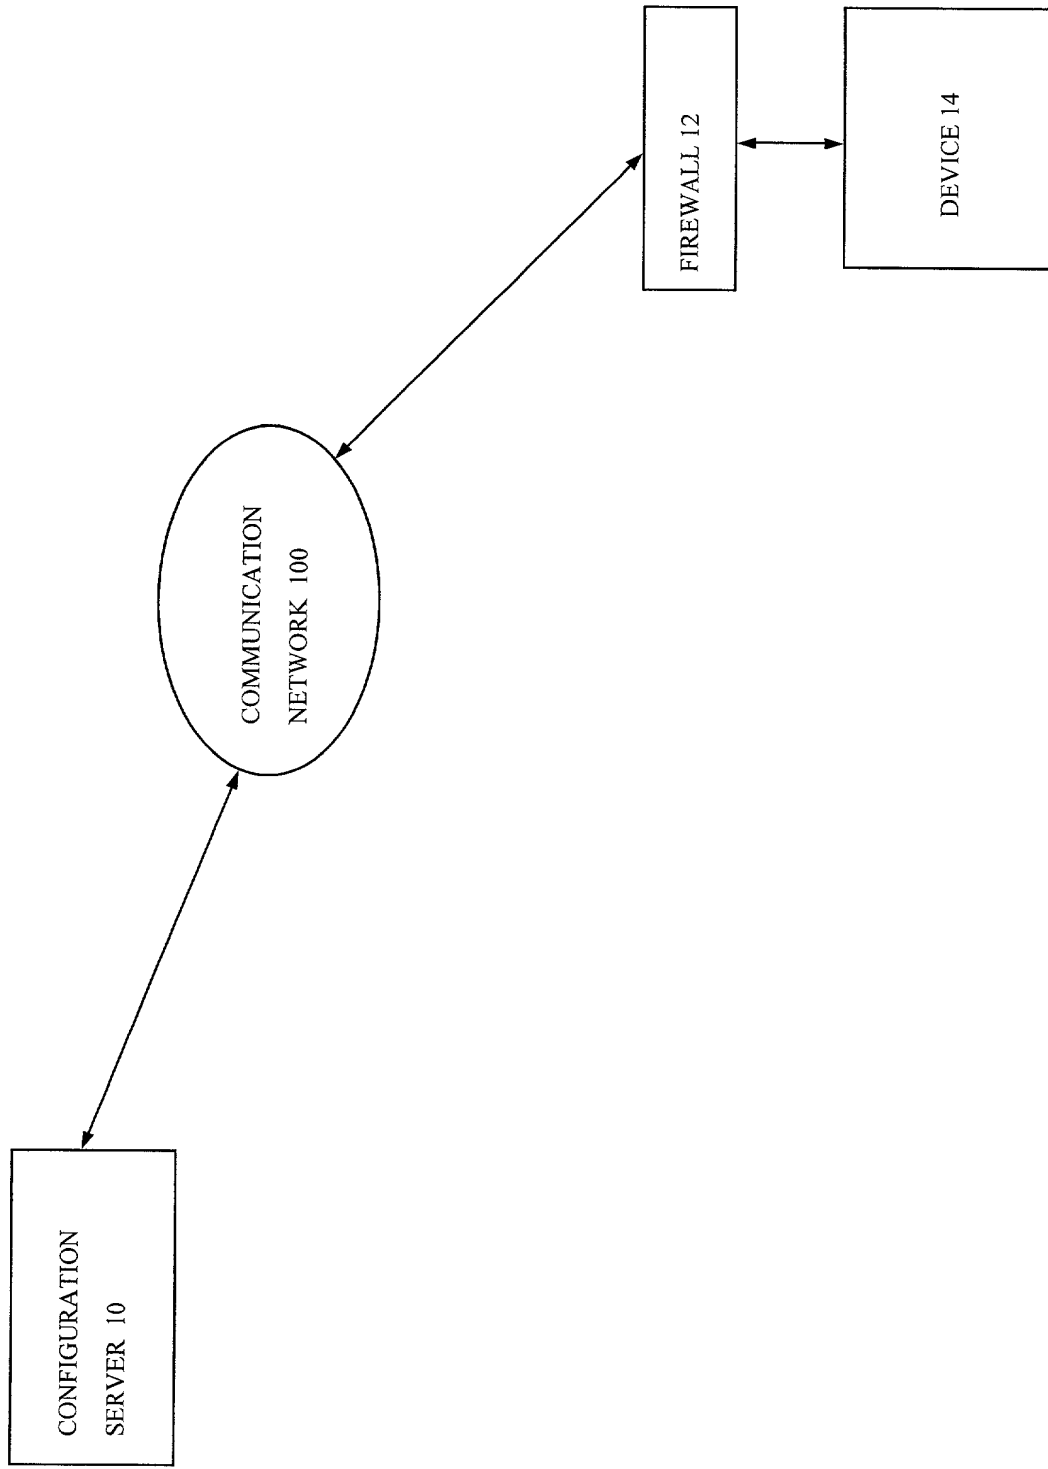 CONFIGURATION
SERVER 10
COMMUNICATION
NETWORK 100
FIREWALL 12
DEVICE 14